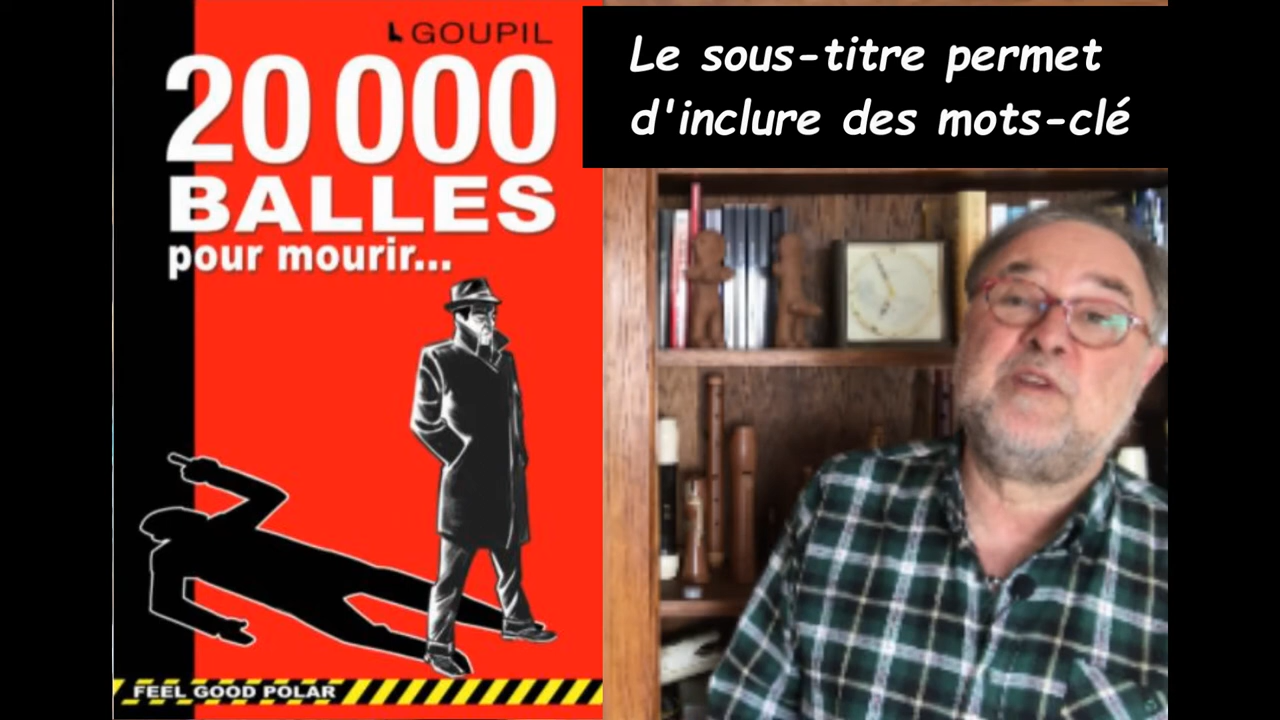 GOUPIL
20 000
BALLES
pour mourir...
FEEL GOOD POLAR
Le sous-titre permet
d'inclure des mots-clé